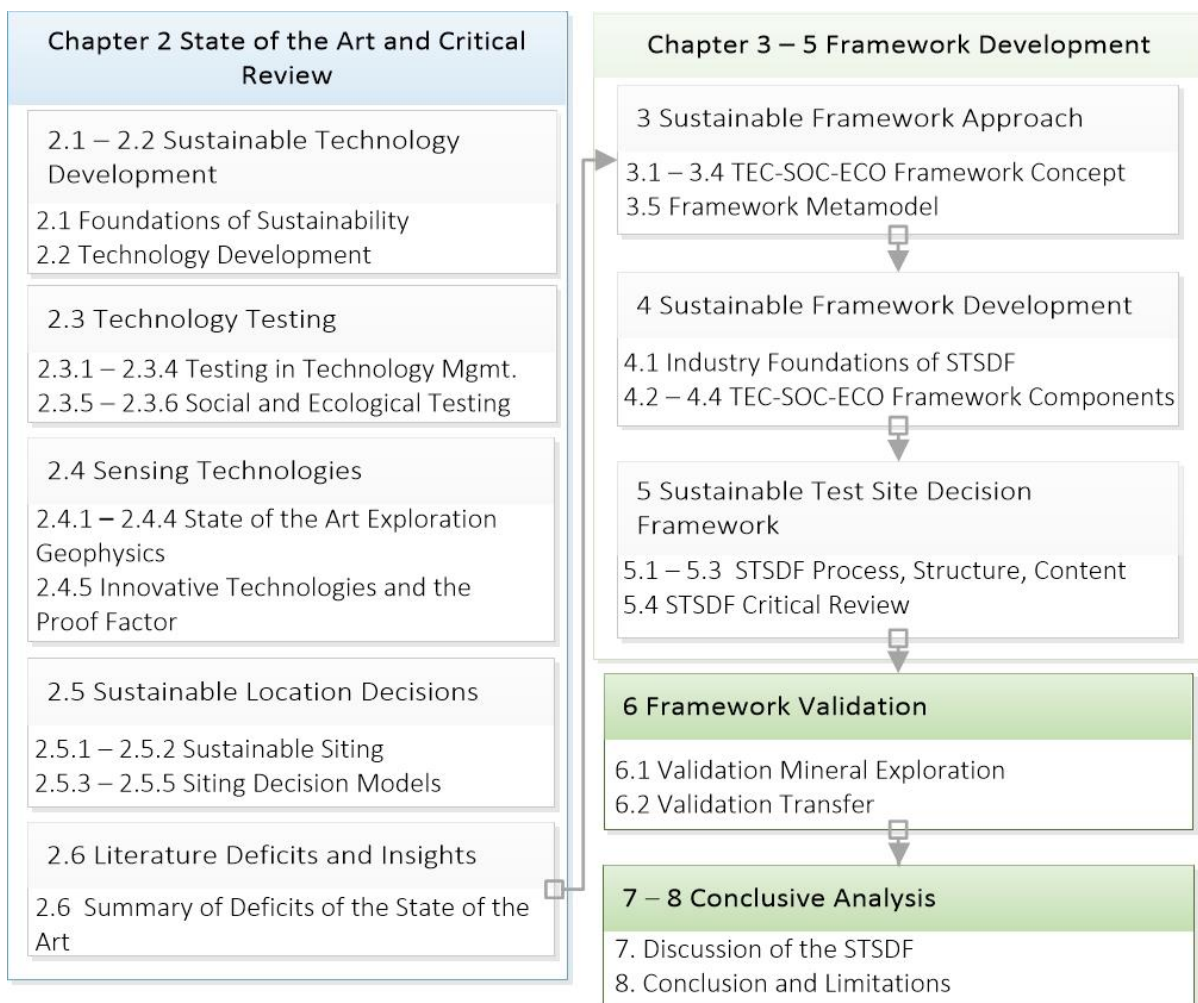 Chapter 2 State of the Art and Critical
Review
2.1 – 2.2 Sustainable Technology
Development
2.1 Foundations of Sustainability
2.2 Technology Development
2.3 Technology Testing
2.3.1 – 2.3.4 Testing in Technology Mgmt.
2.3.5 – 2.3.6 Social and Ecological Testing
2.4 Sensing Technologies
2.4.1 – 2.4.4 State of the Art Exploration
Geophysics
2.4.5 Innovative Technologies and the
Proof Factor
2.5 Sustainable Location Decisions
2.5.1 – 2.5.2 Sustainable Siting
2.5.3 – 2.5.5 Siting Decision Models
2.6 Literature Deficits and Insights
2.6 Summary of Deficits of the State of the
Art
Chapter 3 – 5 Framework Development
3 Sustainable Framework Approach
3.1 – 3.4 TEC-SOC-ECO Framework Concept
3.5 Framework Metamodel
4 Sustainable Framework Development
4.1 Industry Foundations of STSDF
4.2 – 4.4 TEC-SOC-ECO Framework Components
5 Sustainable Test Site Decision
Framework
5.1 – 5.3 STSDF Process, Structure, Content
5.4 STSDF Critical Review
6 Framework Validation
6.1 Validation Mineral Exploration
6.2 Validation Transfer
7 – 8 Conclusive Analysis
7. Discussion of the STSDF
8. Conclusion and Limitations